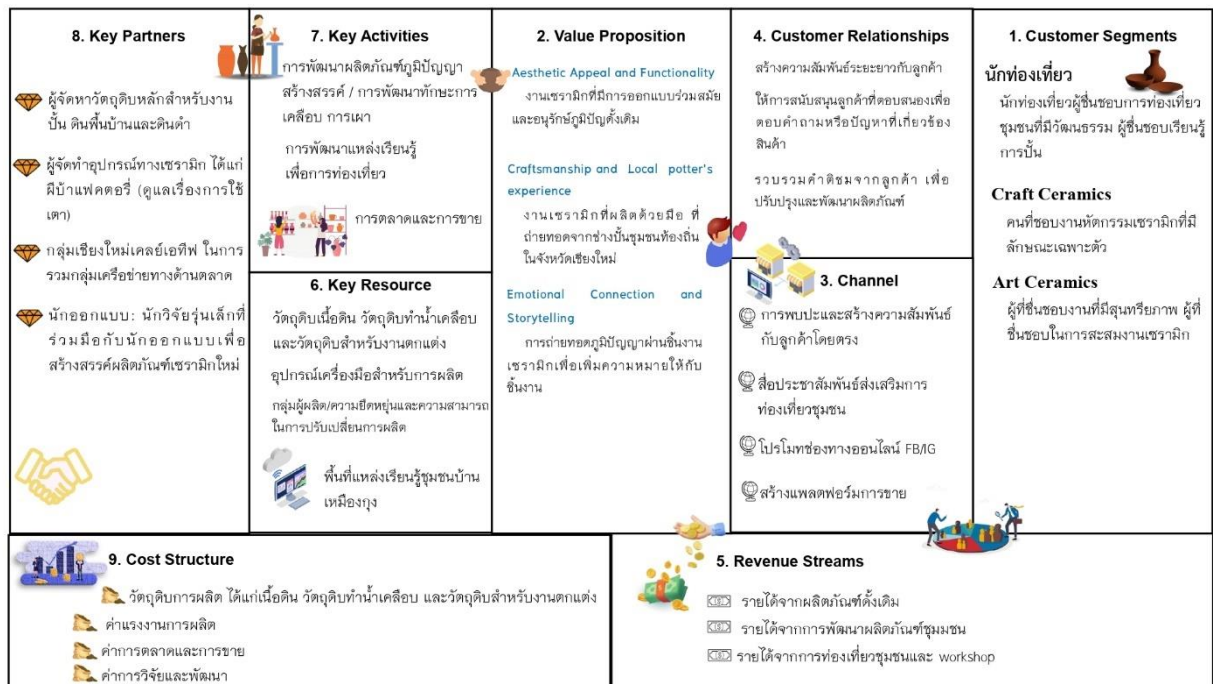 8. Key Partners
ผู้จัดหาวัตถุดิบหลักสำหรับงาน
ปั้น ดินพื้นบ้านและดินดำ
ผู้จัดทำอุปกรณ์ทางเซรามิก ได้แก่
ผีบ้าแฟคตอรี่ (ดูแลเรื่องการใช้
เตา)
กลุ่มเชียงใหม่เคลย์เอทีฟ ในการ
รวมกลุ่มเครือข่ายทางด้านตลาด
นักออกแบบ: นักวิจัยรุ่นเล็กที่
ร่วมมือกับนักออกแบบเพื่อ
สร้างสรรค์ผลิตภัณฑ์เซรามิกใหม่
7. Key Activities
การพัฒนาผลิตภัณฑ์ภูมิปัญญา
สร้างสรรค์ / การพัฒนาทักษะการ
เคลือบ การเผา
การพัฒนาแหล่งเรียนรู้
เพื่อการท่องเที่ยว
การตลาดและการขาย
6. Key Resource
วัตถุดิบเนื้อดิน วัตถุดิบทำน้ำเคลือบ
และวัตถุดิบสำหรับงานตกแต่ง
อุปกรณ์เครื่องมือสำหรับการผลิต
กลุ่มผู้ผลิต/ความยืดหยุ่นและความสามารถ
ในการปรับเปลี่ยนการผลิต
พื้นที่แหล่งเรียนรู้ชุมชนบ้าน
เหมืองกุง
2. Value Proposition
Aesthetic Appeal and Functionality
งานเซรามิกที่มีการออกแบบร่วมสมัย
และอนุรักษ์ภูมิปัญดั้งเดิม
Craftsmanship and Local potter's
experience
งานเซรามิกที่ผลิตด้วยมือ ที่
ถ่ายทอดจากช่างปั้นชุมชนท้องถิ่น
ในจังหวัดเชียงใหม่
Emotional Connection and
Storytelling
การถ่ายทอดภูมิปัญญาผ่านชิ้นงาน
เซรามิกเพื่อเพิ่มความหมายให้กับ
ชิ้นงาน
4. Customer Relationships
สร้างความสัมพันธ์ระยะยาวกับลูกค้า
ให้การสนับสนุนลูกค้าที่ตอบสนองเพื่อ
ตอบคำถามหรือปัญหาที่เกี่ยวข้อง
สินค้า
รวบรวมคำติชมจากลูกค้า เพื่อ
ปรับปรุงและพัฒนาผลิตภัณฑ์
3. Channel
การพบปะและสร้างความสัมพันธ์
กับลูกค้าโดยตรง
สื่อประชาสัมพันธ์ส่งเสริมการ
ท่องเที่ยวชุมชน
โปรโมทช่องทางออนไลน์ FB/IG
สร้างแพลตฟอร์มการขาย
1. Customer Segments
นักท่องเที่ยว
นักท่องเที่ยวผู้ชื่นชอบการท่องเที่ยว
ชุมชนที่มีวัฒนธรรม ผู้ชื่นชอบเรียนรู้
การปั้น
Craft Ceramics
คนที่ชอบงานหัตกรรมเซรามิกที่มี
ลักษณะเฉพาะตัว
Art Ceramics
ผู้ที่ชื่นชอบงานที่มีสุนทรียภาพ ผู้ที่
ชื่นชอบในการสะสมงานเซรามิก
9. Cost Structure
วัตถุดิบการผลิต ได้แก่เนื้อดิน วัตถุดิบทำน้ำเคลือบ และวัตถุดิบสำหรับงานตกแต่ง
ค่าแรงงานการผลิต
ค่าการตลาดและการขาย
ค่าการวิจัยและพัฒนา
5. Revenue Streams
รายได้จากผลิตภัณฑ์ดั้งเดิม
รายได้จากการพัฒนาผลิตภัณฑ์ชุมมชน
รายได้จากการท่องเที่ยวชุมชนและ workshop